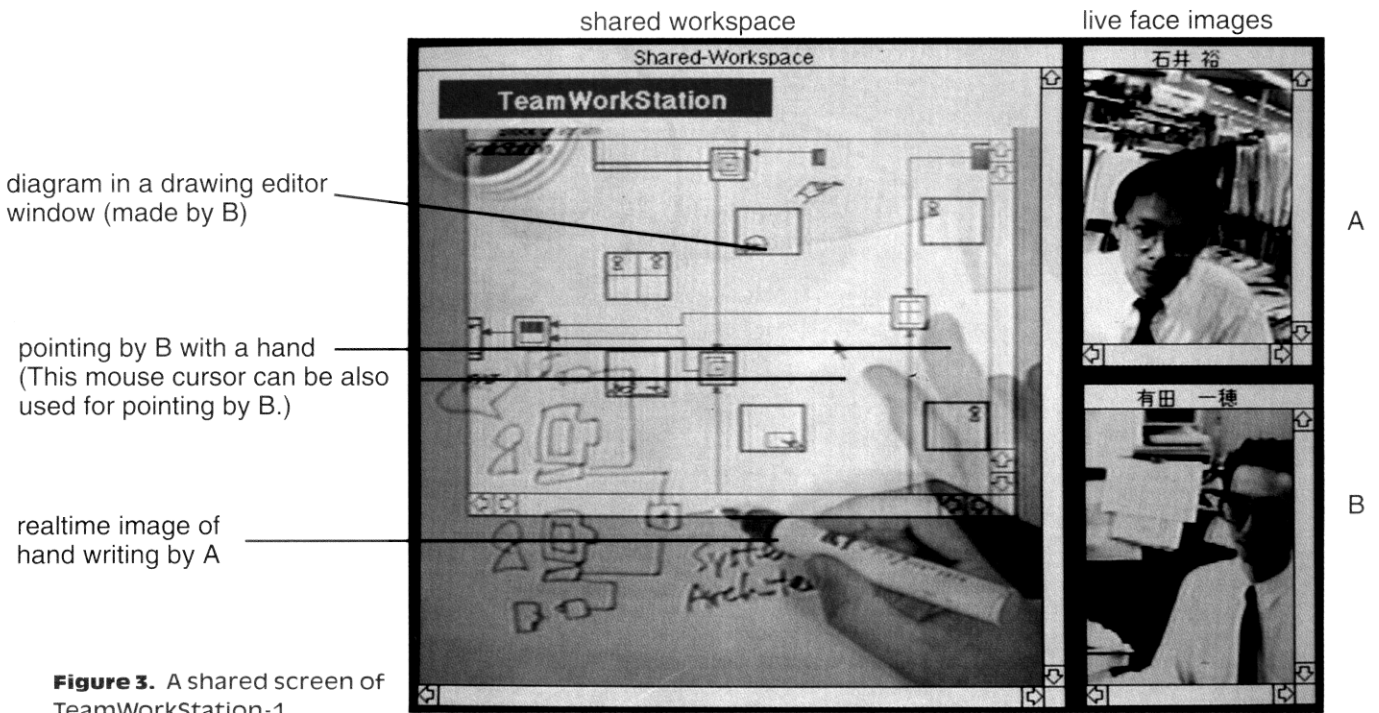 shared workspace
live face images
Shared-Workspace
石井 裕
TeamWorkStation
diagram in a drawing editor
window (made by B)
A
pointing by B with a hand
(This mouse cursor can be also
used for pointing by B.)
有田 一穂
realtime image of
hand writing by A
B
System
Figure 3. A shared screen of
TeamWorkStation-1